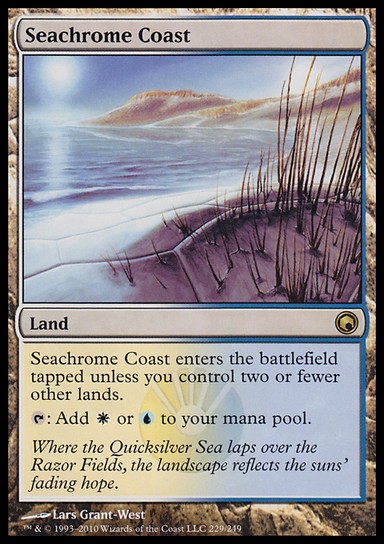 Seachrome Coast
Land
Seachrome Coast enters the battlefield
tapped unless you control two or fewer
other lands.
: Add or to your mana pool.
Where the Quicksilver Sea laps over the
Razor Fields, the landscape reflects the suns'
fading hope.
Lars Grant-West
™ & © 1993–2010 Wizards of the Coast LLC 229/249